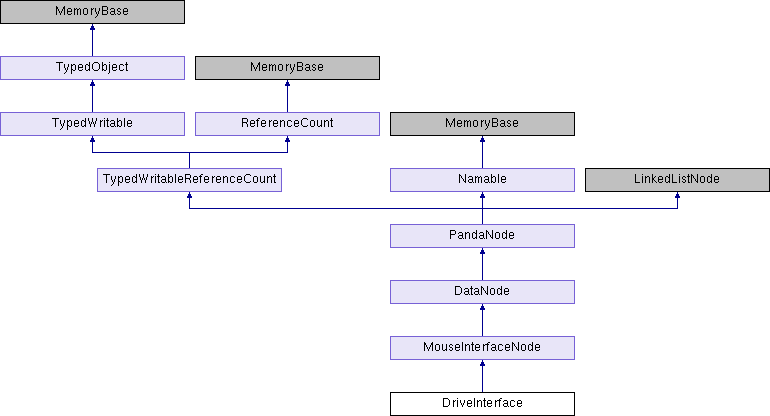 MemoryBase
TypedObject
MemoryBase
TypedWritable
ReferenceCount
MemoryBase
TypedWritableReferenceCount
Namable
LinkedListNode
PandaNode
DataNode
MouseInterfaceNode
DriveInterface